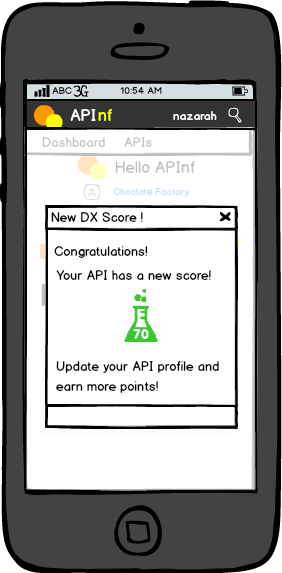 ABC 3G 10:54 AM
APInf nazarah
Dashboard APIs
Hello APInf
Choclate Factory
New DX Score !
Congratulations!
Your API has a new score!
E
70
Update your API profile and
earn more points!